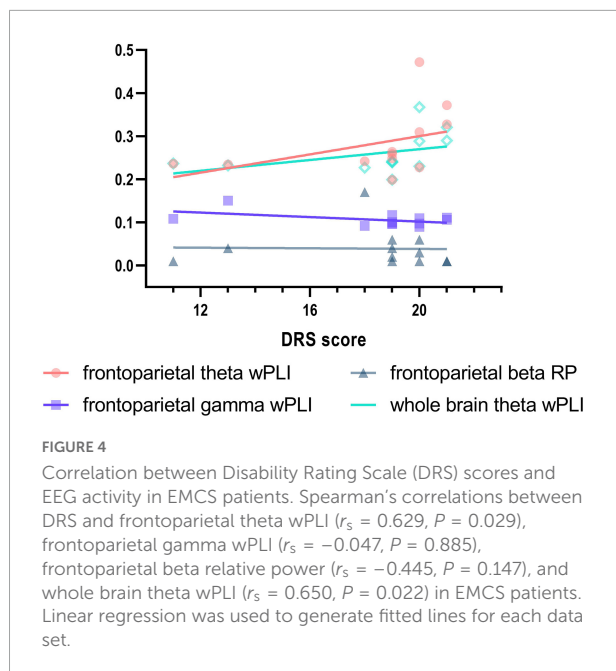 0.5
0.4
0.3
0.2
0.1
0.0
12 16 20
DRS score
frontoparietal theta wPLI frontoparietal beta RP
frontoparietal gamma wPLI whole brain theta wPLI
FIGURE 4
Correlation between Disability Rating Scale (DRS) scores and
EEG activity in EMCS patients. Spearman's correlations between
DRS and frontoparietal theta wPLI (rₛ = 0.629, P = 0.029),
frontoparietal gamma wPLI (rₛ = −0.047, P = 0.885),
frontoparietal beta relative power (rₛ = −0.445, P = 0.147), and
whole brain theta wPLI (rₛ = 0.650, P = 0.022) in EMCS patients.
Linear regression was used to generate fitted lines for each data
set.